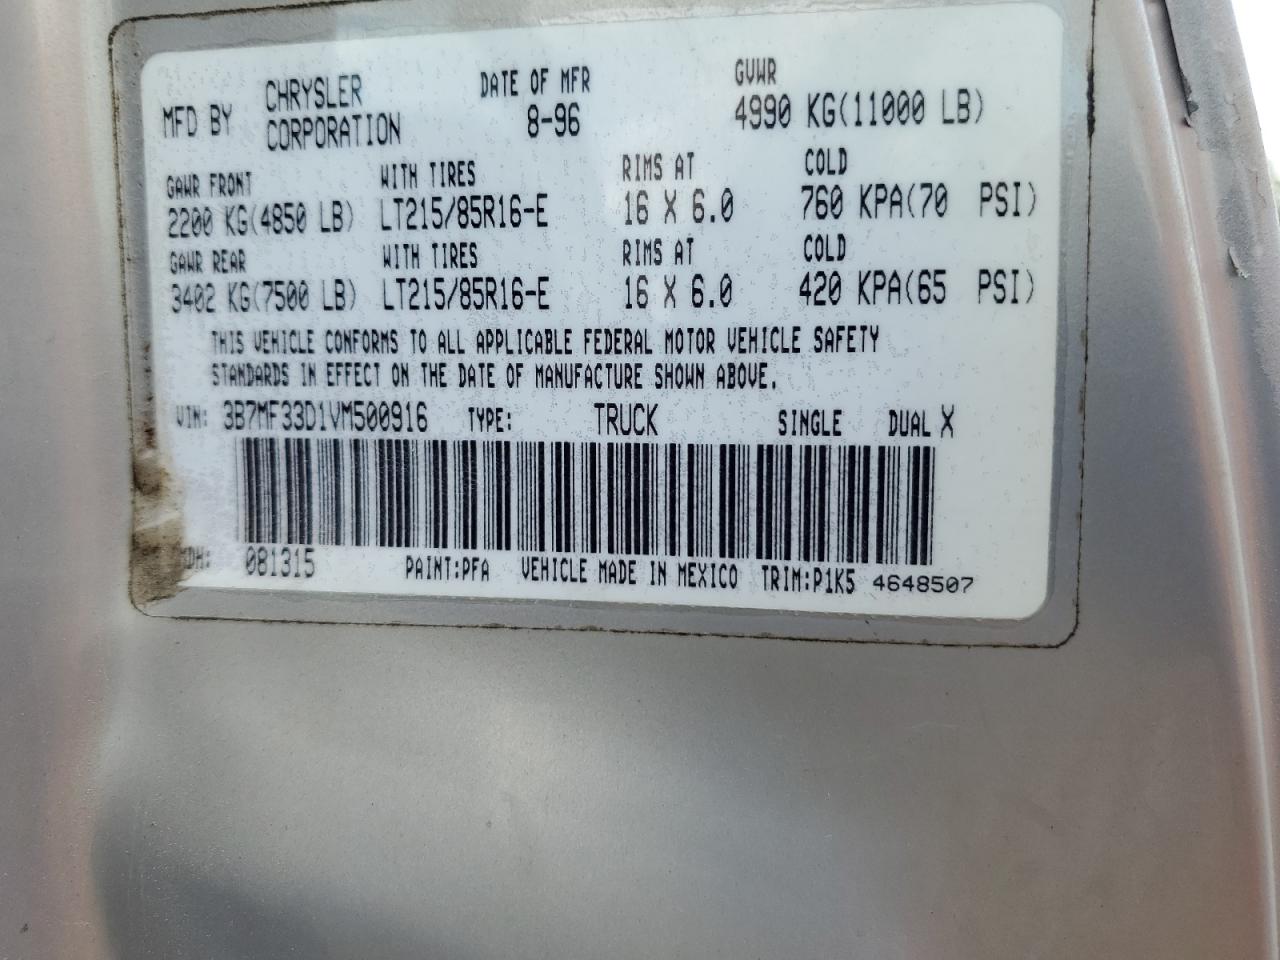 MFD BY CHRYSLER CORPORATION DATE OF MFR 8-96 GVWR 4990 KG(11000 LB)
GAWR FRONT WITH TIRES RIMS AT COLD
2200 KG(4850 LB) LT215/85R16-E 16 X 6.0 760 KPA(70 PSI)
GAWR REAR WITH TIRES RIMS AT COLD
3402 KG(7500 LB) LT215/85R16-E 16 X 6.0 420 KPA(65 PSI)
THIS VEHICLE CONFORMS TO ALL APPLICABLE FEDERAL MOTOR VEHICLE SAFETY
STANDARDS IN EFFECT ON THE DATE OF MANUFACTURE SHOWN ABOVE.
VIN: 3B7MF33D1VM500916 TYPE: TRUCK SINGLE DUAL X
MDH: 081315 PAINT:PFA VEHICLE MADE IN MEXICO TRIM:P1K5 4648507